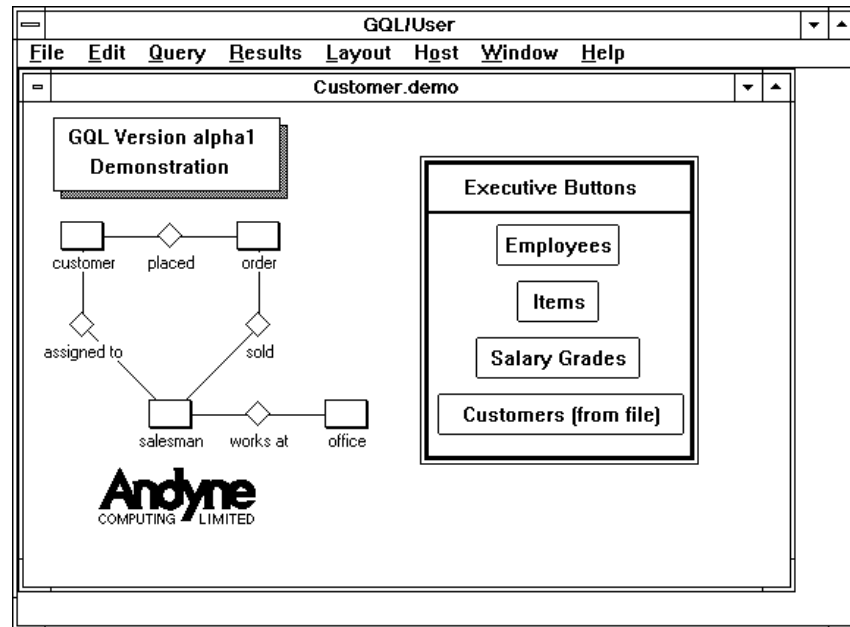 GQL/User
File Edit Query Results Layout Host Window Help
Customer.demo
GQL Version alpha1
Demonstration
Executive Buttons
customer placed order
Employees
Items
assigned to sold
Salary Grades
Customers (from file)
salesman works at office
Andyne
COMPUTING LIMITED